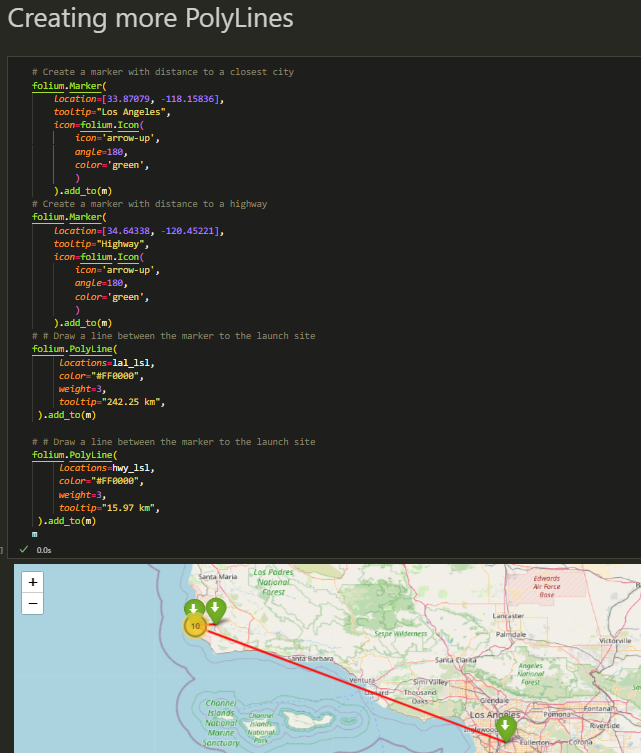 Creating more PolyLines
# Create a marker with distance to a closest city
folium.Marker(
location=[33.87079, -118.15836],
tooltip="Los Angeles",
icon=folium.Icon(
icon='arrow-up',
angle=180,
color='green',
)
).add_to(m)
# Create a marker with distance to a highway
folium.Marker(
location=[34.64338, -120.45221],
tooltip="Highway",
icon=folium.Icon(
icon='arrow-up',
angle=180,
color='green',
)
).add_to(m)
# # Draw a line between the marker to the launch site
folium.PolyLine(
locations=lal_lsl,
color="#FF0000",
weight=3,
tooltip="242.25 km",
).add_to(m)
# # Draw a line between the marker to the launch site
folium.PolyLine(
locations=hwy_lsl,
color="#FF0000",
weight=3,
tooltip="15.97 km",
).add_to(m)
m
] ✓ 0.0s
+
−
Santa Maria
Los Padres
National
Forest
Edwards
Air Force
Base
10
Lancaster
Palmdale
Sespe Wilderness
Victorville
Santa Barbara
Santa Clarita
Angeles
National
Forest
Ventura
Simi Valley
Thousand
Oaks
Glendale
Channel
Islands
National
Marine
Sanctuary
Channel
Islands
National
Park
Los Angeles
Pomona
Fontana
Riverside
Fullerton
Corona